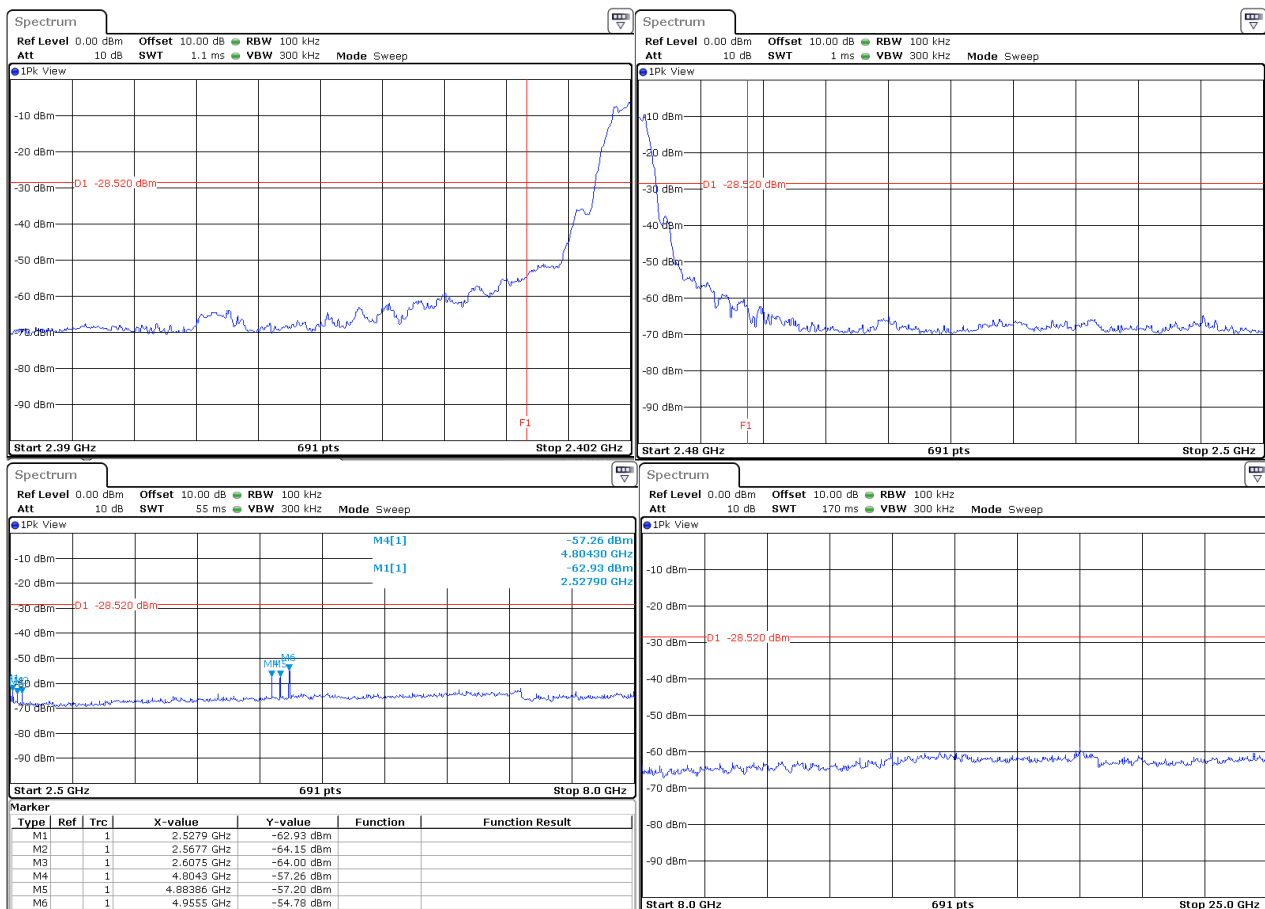 Spectrum
Ref Level 0.00 dBm Offset 10.00 dB RBW 100 kHz
Att 10 dB SWT 1.1 ms VBW 300 kHz Mode Sweep
1Pk View
-10 dBm
-20 dBm
D1 -28.520 dBm
-30 dBm
-40 dBm
-50 dBm
-60 dBm
-70 dBm
-80 dBm
-90 dBm
F1
Start 2.39 GHz 691 pts Stop 2.402 GHz
Spectrum
Ref Level 0.00 dBm Offset 10.00 dB RBW 100 kHz
Att 10 dB SWT 1 ms VBW 300 kHz Mode Sweep
1Pk View
-10 dBm
-20 dBm
D1 -28.520 dBm
-30 dBm
-40 dBm
-50 dBm
-60 dBm
-70 dBm
-80 dBm
-90 dBm
F1
Start 2.48 GHz 691 pts Stop 2.5 GHz
Spectrum
Ref Level 0.00 dBm Offset 10.00 dB RBW 100 kHz
Att 10 dB SWT 55 ms VBW 300 kHz Mode Sweep
1Pk View
M4[1] -57.26 dBm
4.80430 GHz
M1[1] -62.93 dBm
2.52790 GHz
-10 dBm
-20 dBm
D1 -28.520 dBm
-30 dBm
-40 dBm
-50 dBm
M6
-60 dBm
-70 dBm
-80 dBm
-90 dBm
Start 2.5 GHz 691 pts Stop 8.0 GHz
Marker
Type Ref Trc X-value Y-value Function Function Result
M1 1 2.5279 GHz -62.93 dBm
M2 1 2.5677 GHz -64.15 dBm
M3 1 2.6075 GHz -64.00 dBm
M4 1 4.8043 GHz -57.26 dBm
M5 1 4.88386 GHz -57.20 dBm
M6 1 4.9555 GHz -54.78 dBm
Spectrum
Ref Level 0.00 dBm Offset 10.00 dB RBW 100 kHz
Att 10 dB SWT 170 ms VBW 300 kHz Mode Sweep
1Pk View
-10 dBm
-20 dBm
D1 -28.520 dBm
-30 dBm
-40 dBm
-50 dBm
-60 dBm
-70 dBm
-80 dBm
-90 dBm
Start 8.0 GHz 691 pts Stop 25.0 GHz